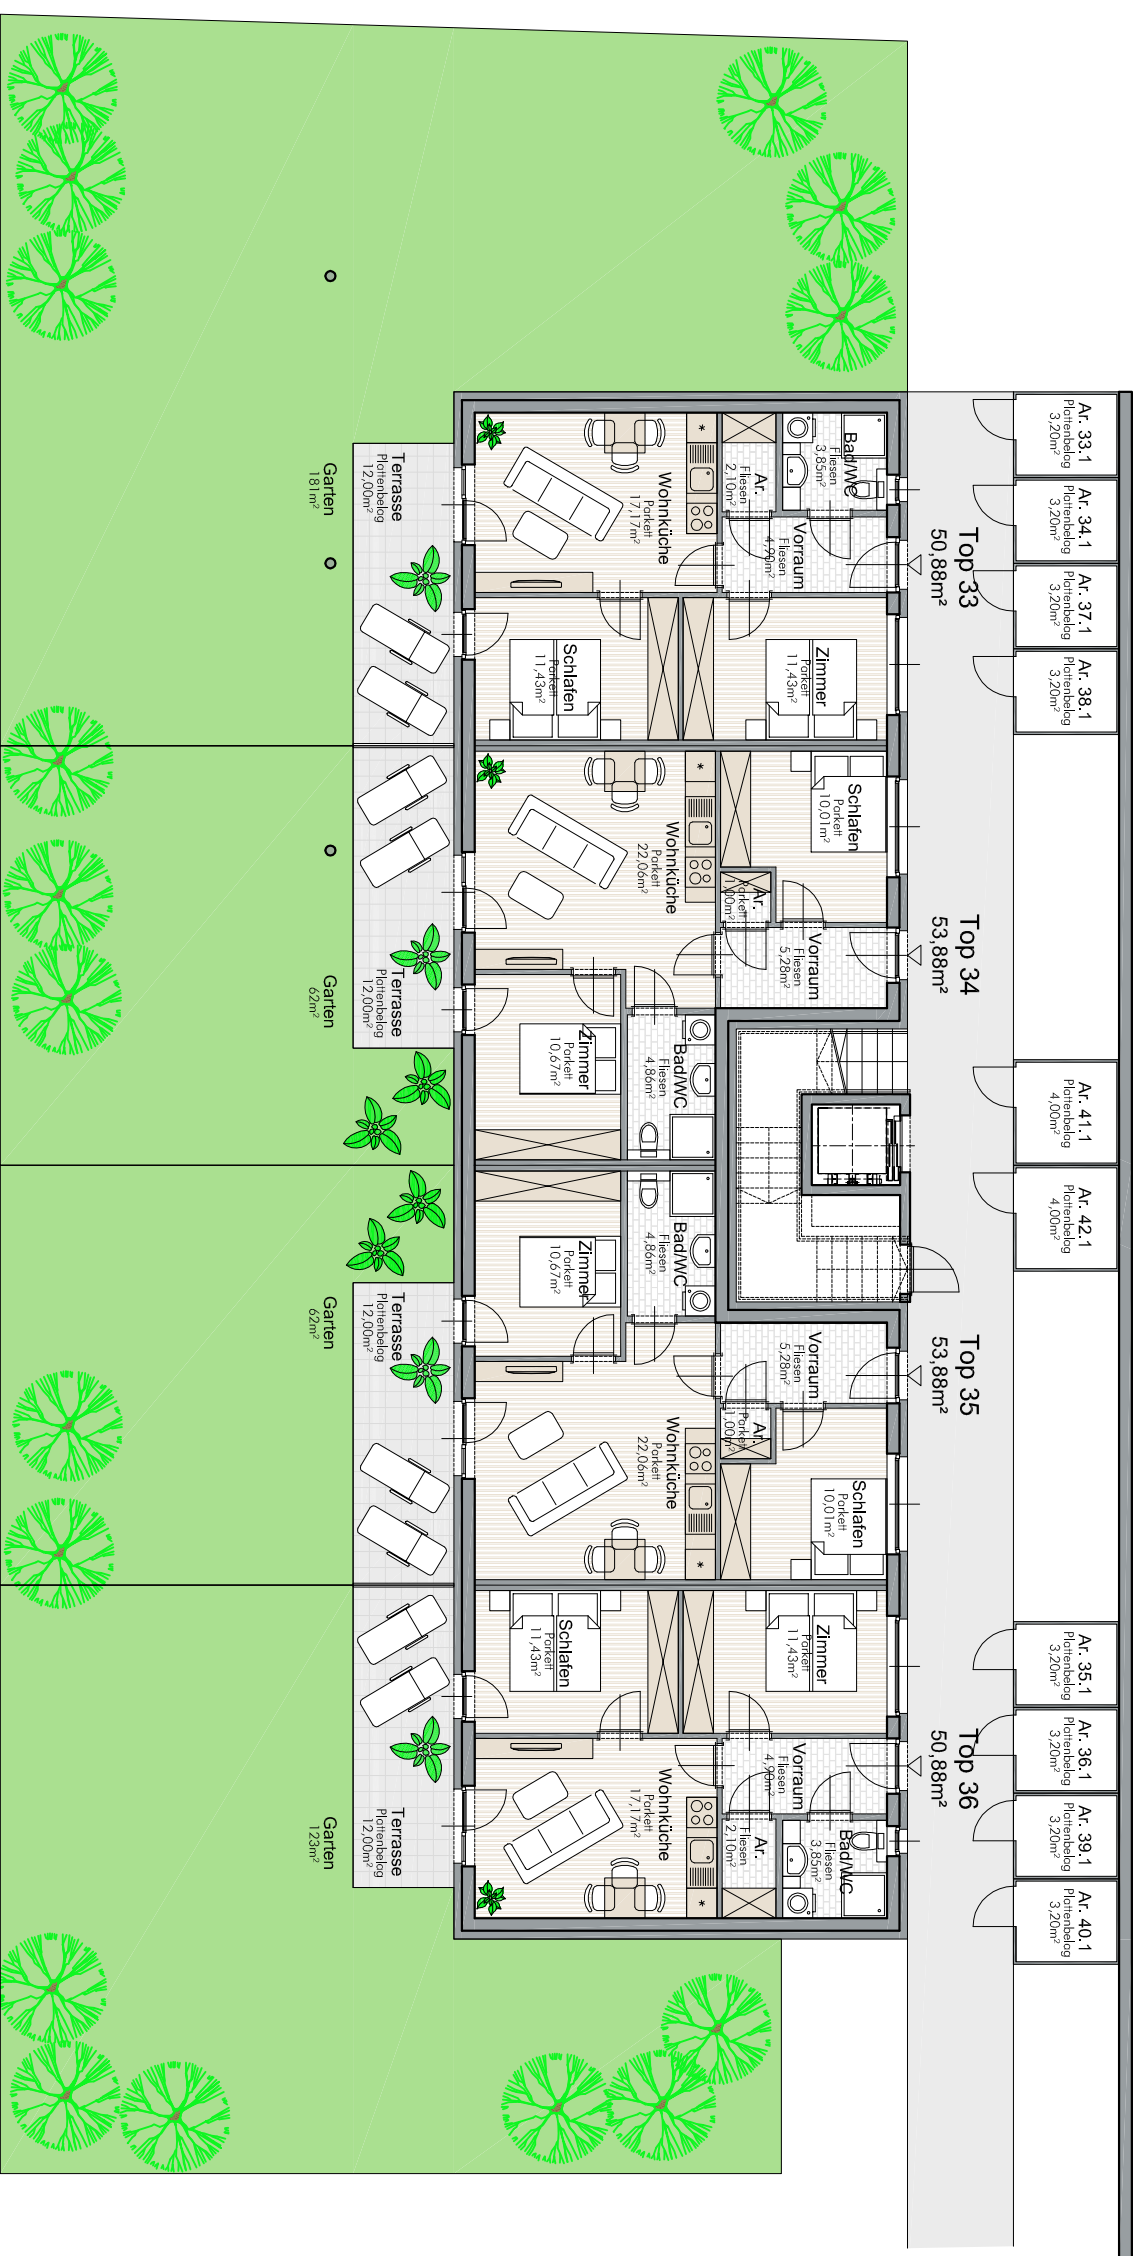 Ar. 33.1
Plattenbelag
3,20m²
Ar. 34.1
Plattenbelag
3,20m²
Ar. 37.1
Plattenbelag
3,20m²
Ar. 38.1
Plattenbelag
3,20m²
Ar. 41.1
Plattenbelag
4,00m²
Ar. 42.1
Plattenbelag
4,00m²
Ar. 35.1
Plattenbelag
3,20m²
Ar. 36.1
Plattenbelag
3,20m²
Ar. 39.1
Plattenbelag
3,20m²
Ar. 40.1
Plattenbelag
3,20m²
Top 33
50,88m²
Top 34
53,88m²
Top 35
53,88m²
Top 36
50,88m²
Bad/WC
Fliesen
3,85m²
Ar.
Fliesen
2,10m²
Vorraum
Fliesen
4,90m²
Wohnküche
Parkett
17,17m²
Zimmer
Parkett
11,43m²
Schlafen
Parkett
11,43m²
Schlafen
Parkett
10,01m²
Ar.
Parkett
1,00m²
Vorraum
Fliesen
5,28m²
Wohnküche
Parkett
22,06m²
Bad/WC
Fliesen
4,86m²
Zimmer
Parkett
10,67m²
Bad/WC
Fliesen
4,86m²
Zimmer
Parkett
10,67m²
Vorraum
Fliesen
5,28m²
Ar.
Parkett
1,00m²
Wohnküche
Parkett
22,06m²
Schlafen
Parkett
10,01m²
Zimmer
Parkett
11,43m²
Schlafen
Parkett
11,43m²
Vorraum
Fliesen
4,90m²
Wohnküche
Parkett
17,17m²
Ar.
Fliesen
2,10m²
Bad/WC
Fliesen
3,85m²
Terrasse
Plattenbelag
12,00m²
Garten
181m²
Terrasse
Plattenbelag
12,00m²
Garten
62m²
Terrasse
Plattenbelag
12,00m²
Garten
62m²
Terrasse
Plattenbelag
12,00m²
Garten
123m²